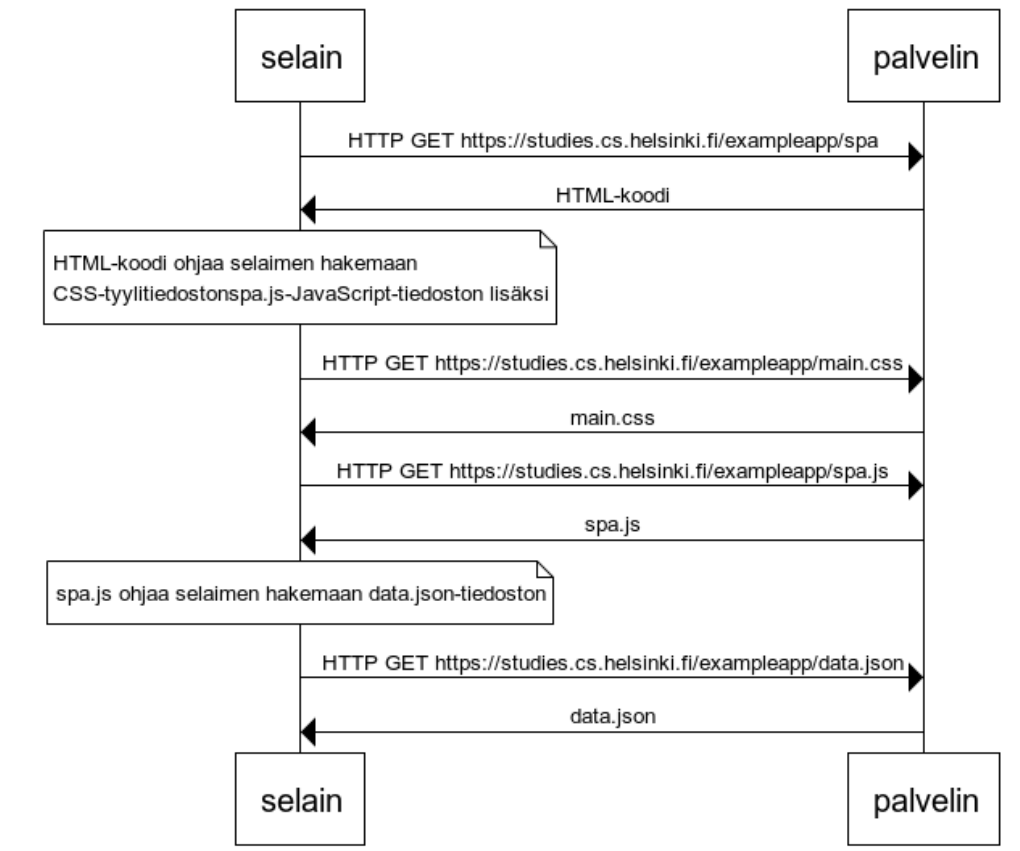 selain
palvelin
HTTP GET https://studies.cs.helsinki.fi/exampleapp/spa
HTML-koodi
HTML-koodi ohjaa selaimen hakemaan
CSS-tyylitiedostonspa.js-JavaScript-tiedoston lisäksi
HTTP GET https://studies.cs.helsinki.fi/exampleapp/main.css
main.css
HTTP GET https://studies.cs.helsinki.fi/exampleapp/spa.js
spa.js
spa.js ohjaa selaimen hakemaan data.json-tiedoston
HTTP GET https://studies.cs.helsinki.fi/exampleapp/data.json
data.json
selain
palvelin